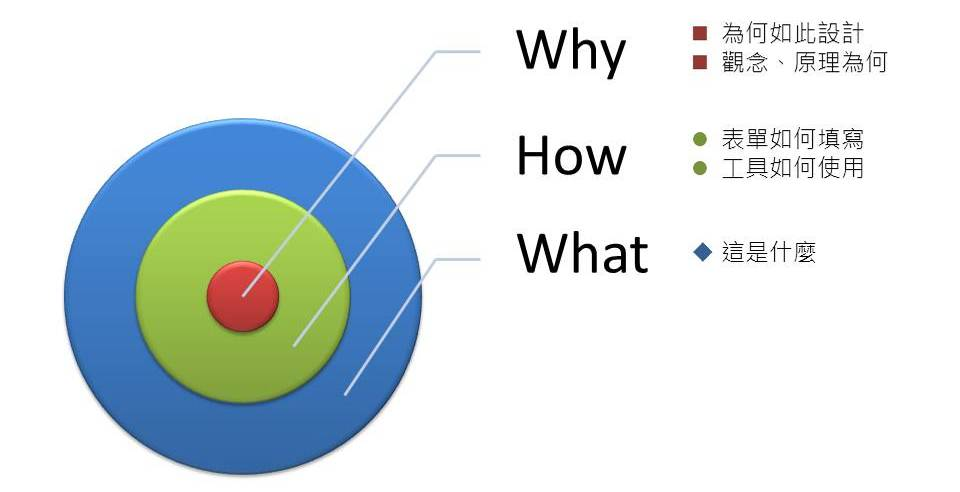 Why
為何如此設計
觀念、原理為何
How
表單如何填寫
工具如何使用
What
這是什麼